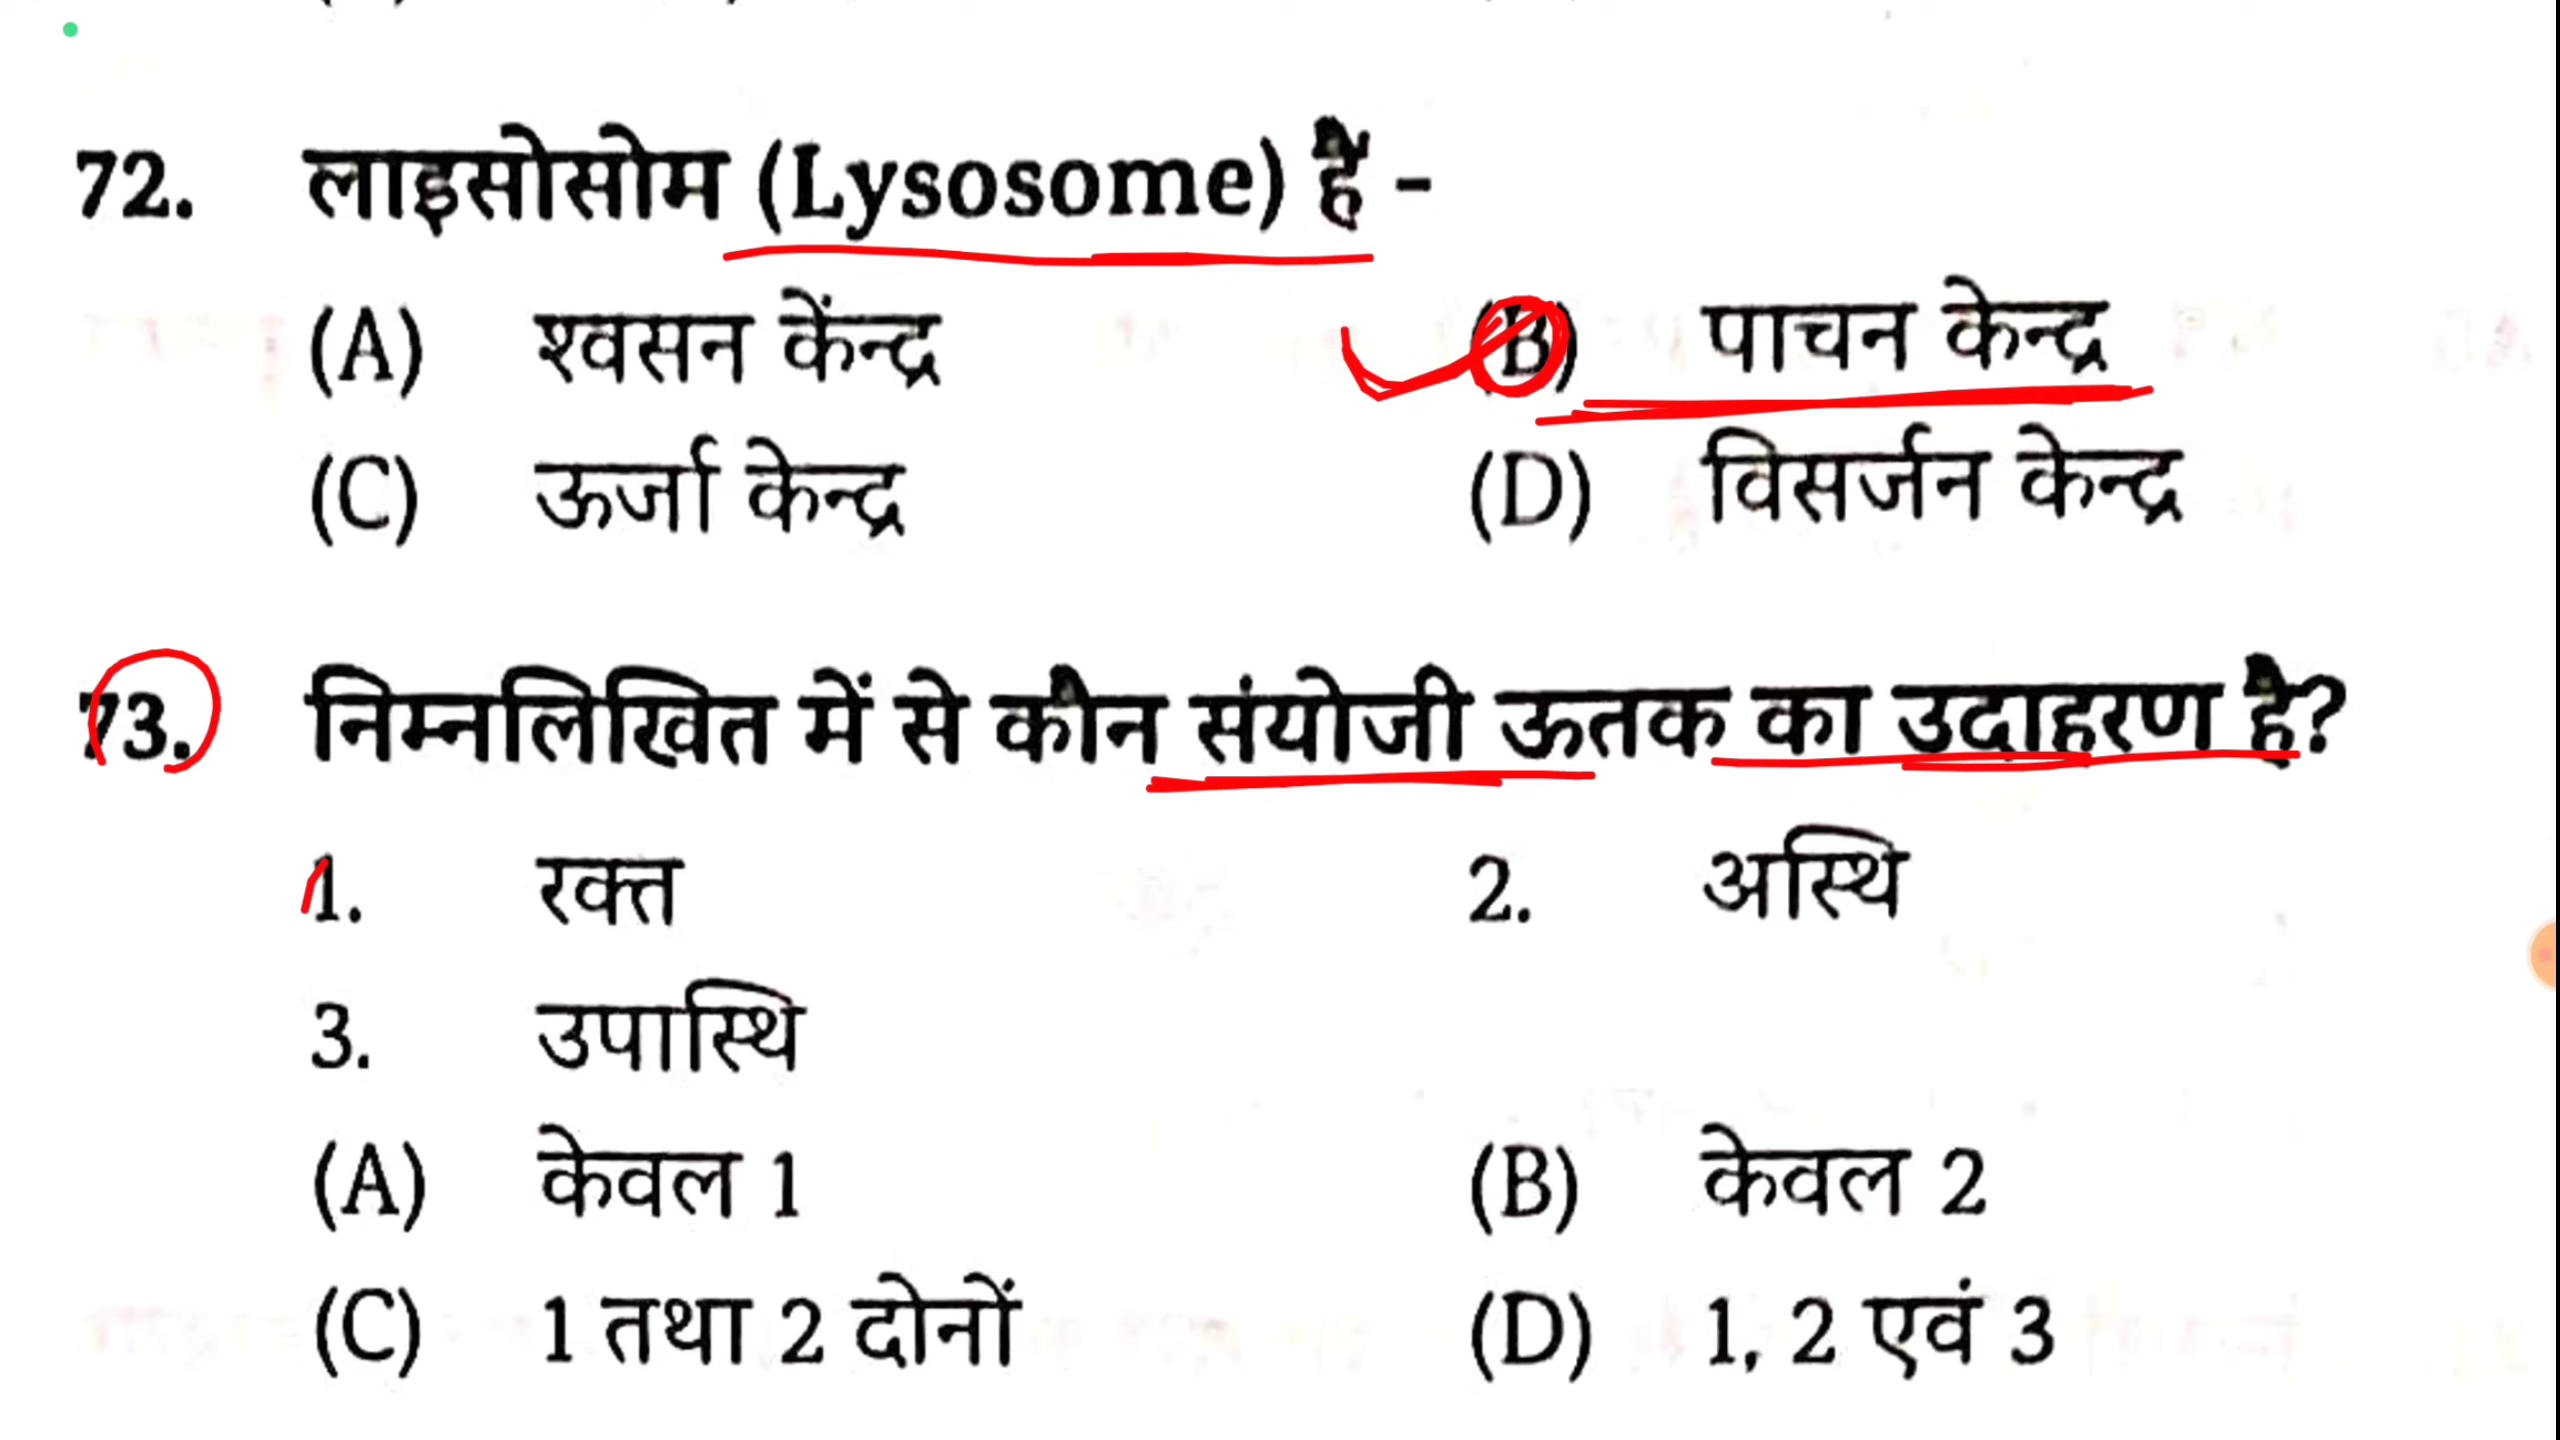 72. लाइसोसोम (Lysosome) है -
(A) श्वसन केंन्द्र (B) पाचन केन्द्र
(C) ऊर्जा केन्द्र (D) विसर्जन केन्द्र
73. निम्नलिखित में से कौन संयोजी ऊतक का उदाहरण है?
1. रक्त 2. अस्थि
3. उपास्थि
(A) केवल 1 (B) केवल 2
(C) 1 तथा 2 दोनों (D) 1, 2 एवं 3